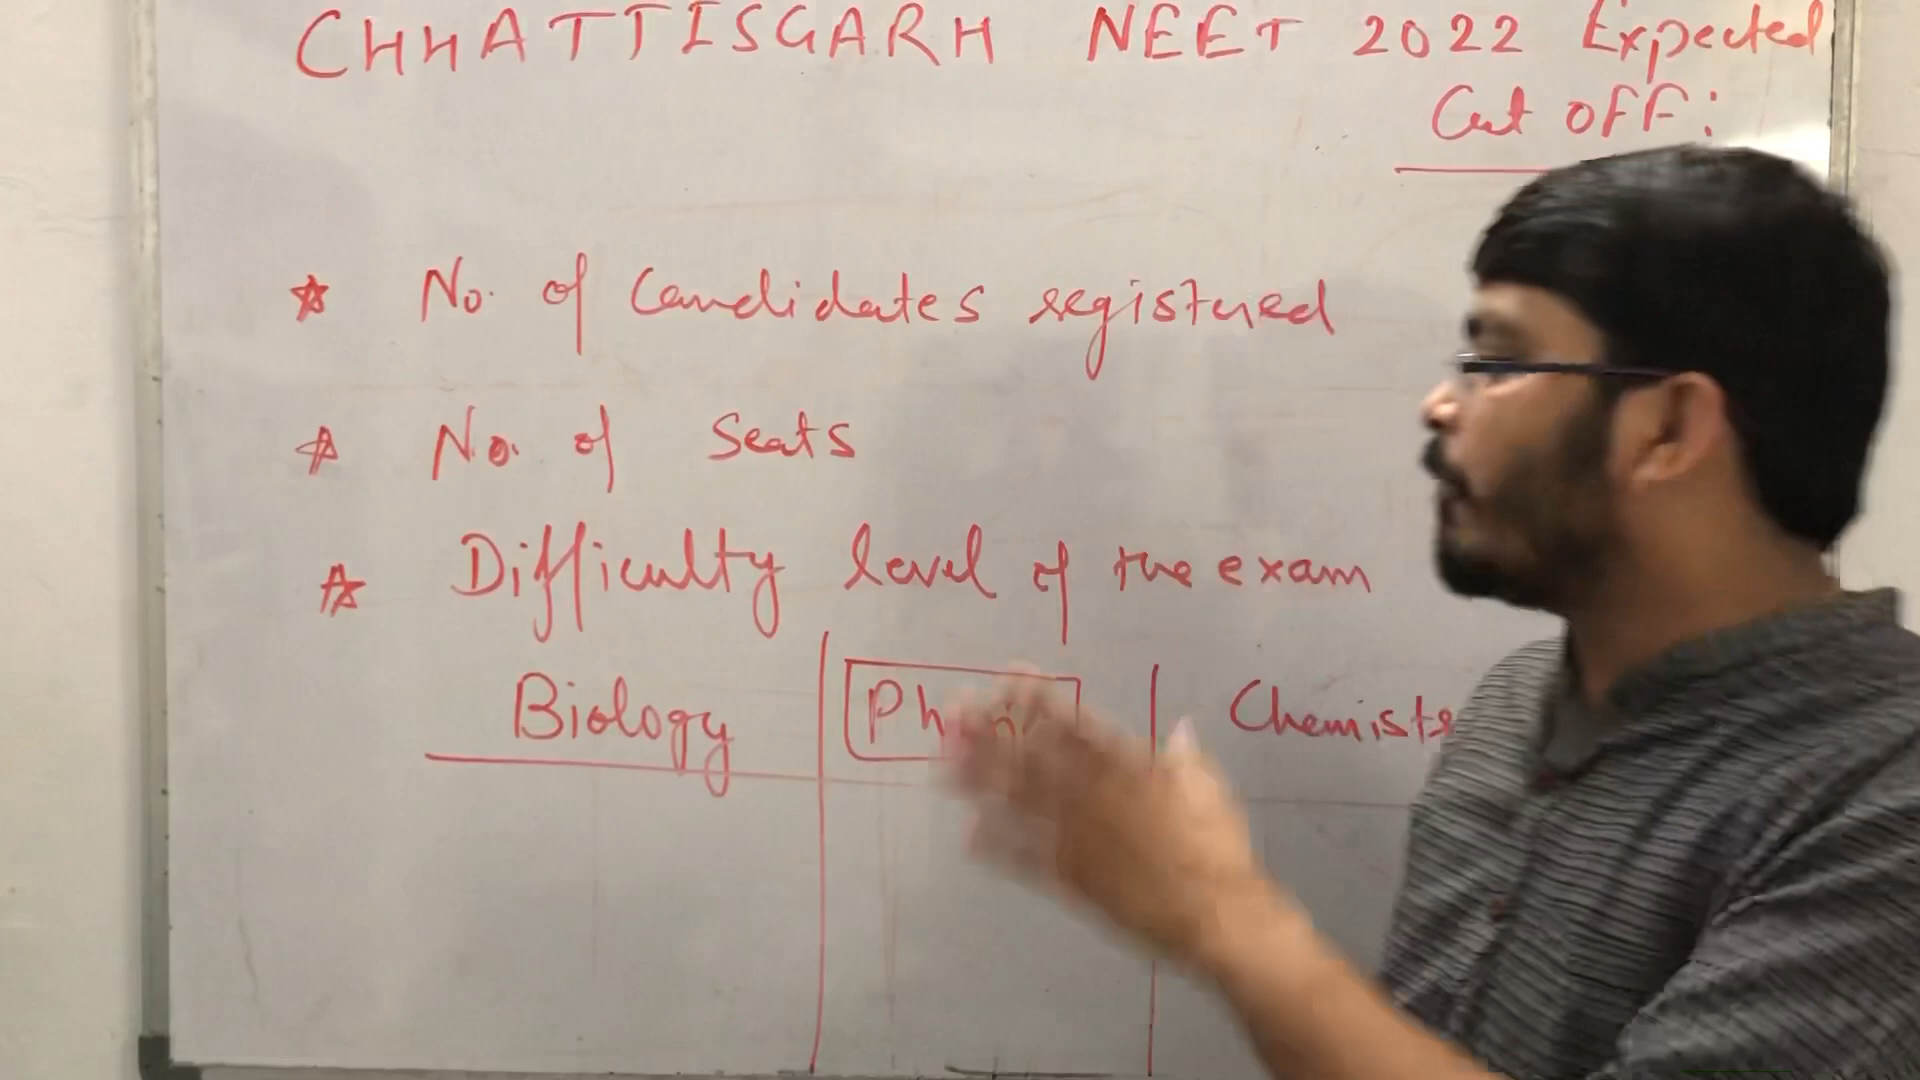 CHHATTISGARH NEET 2022 Expected
Cut OFF:
☆ No. of Candidates registered
☆ No. of Seats
☆ Difficulty level of the exam
Biology